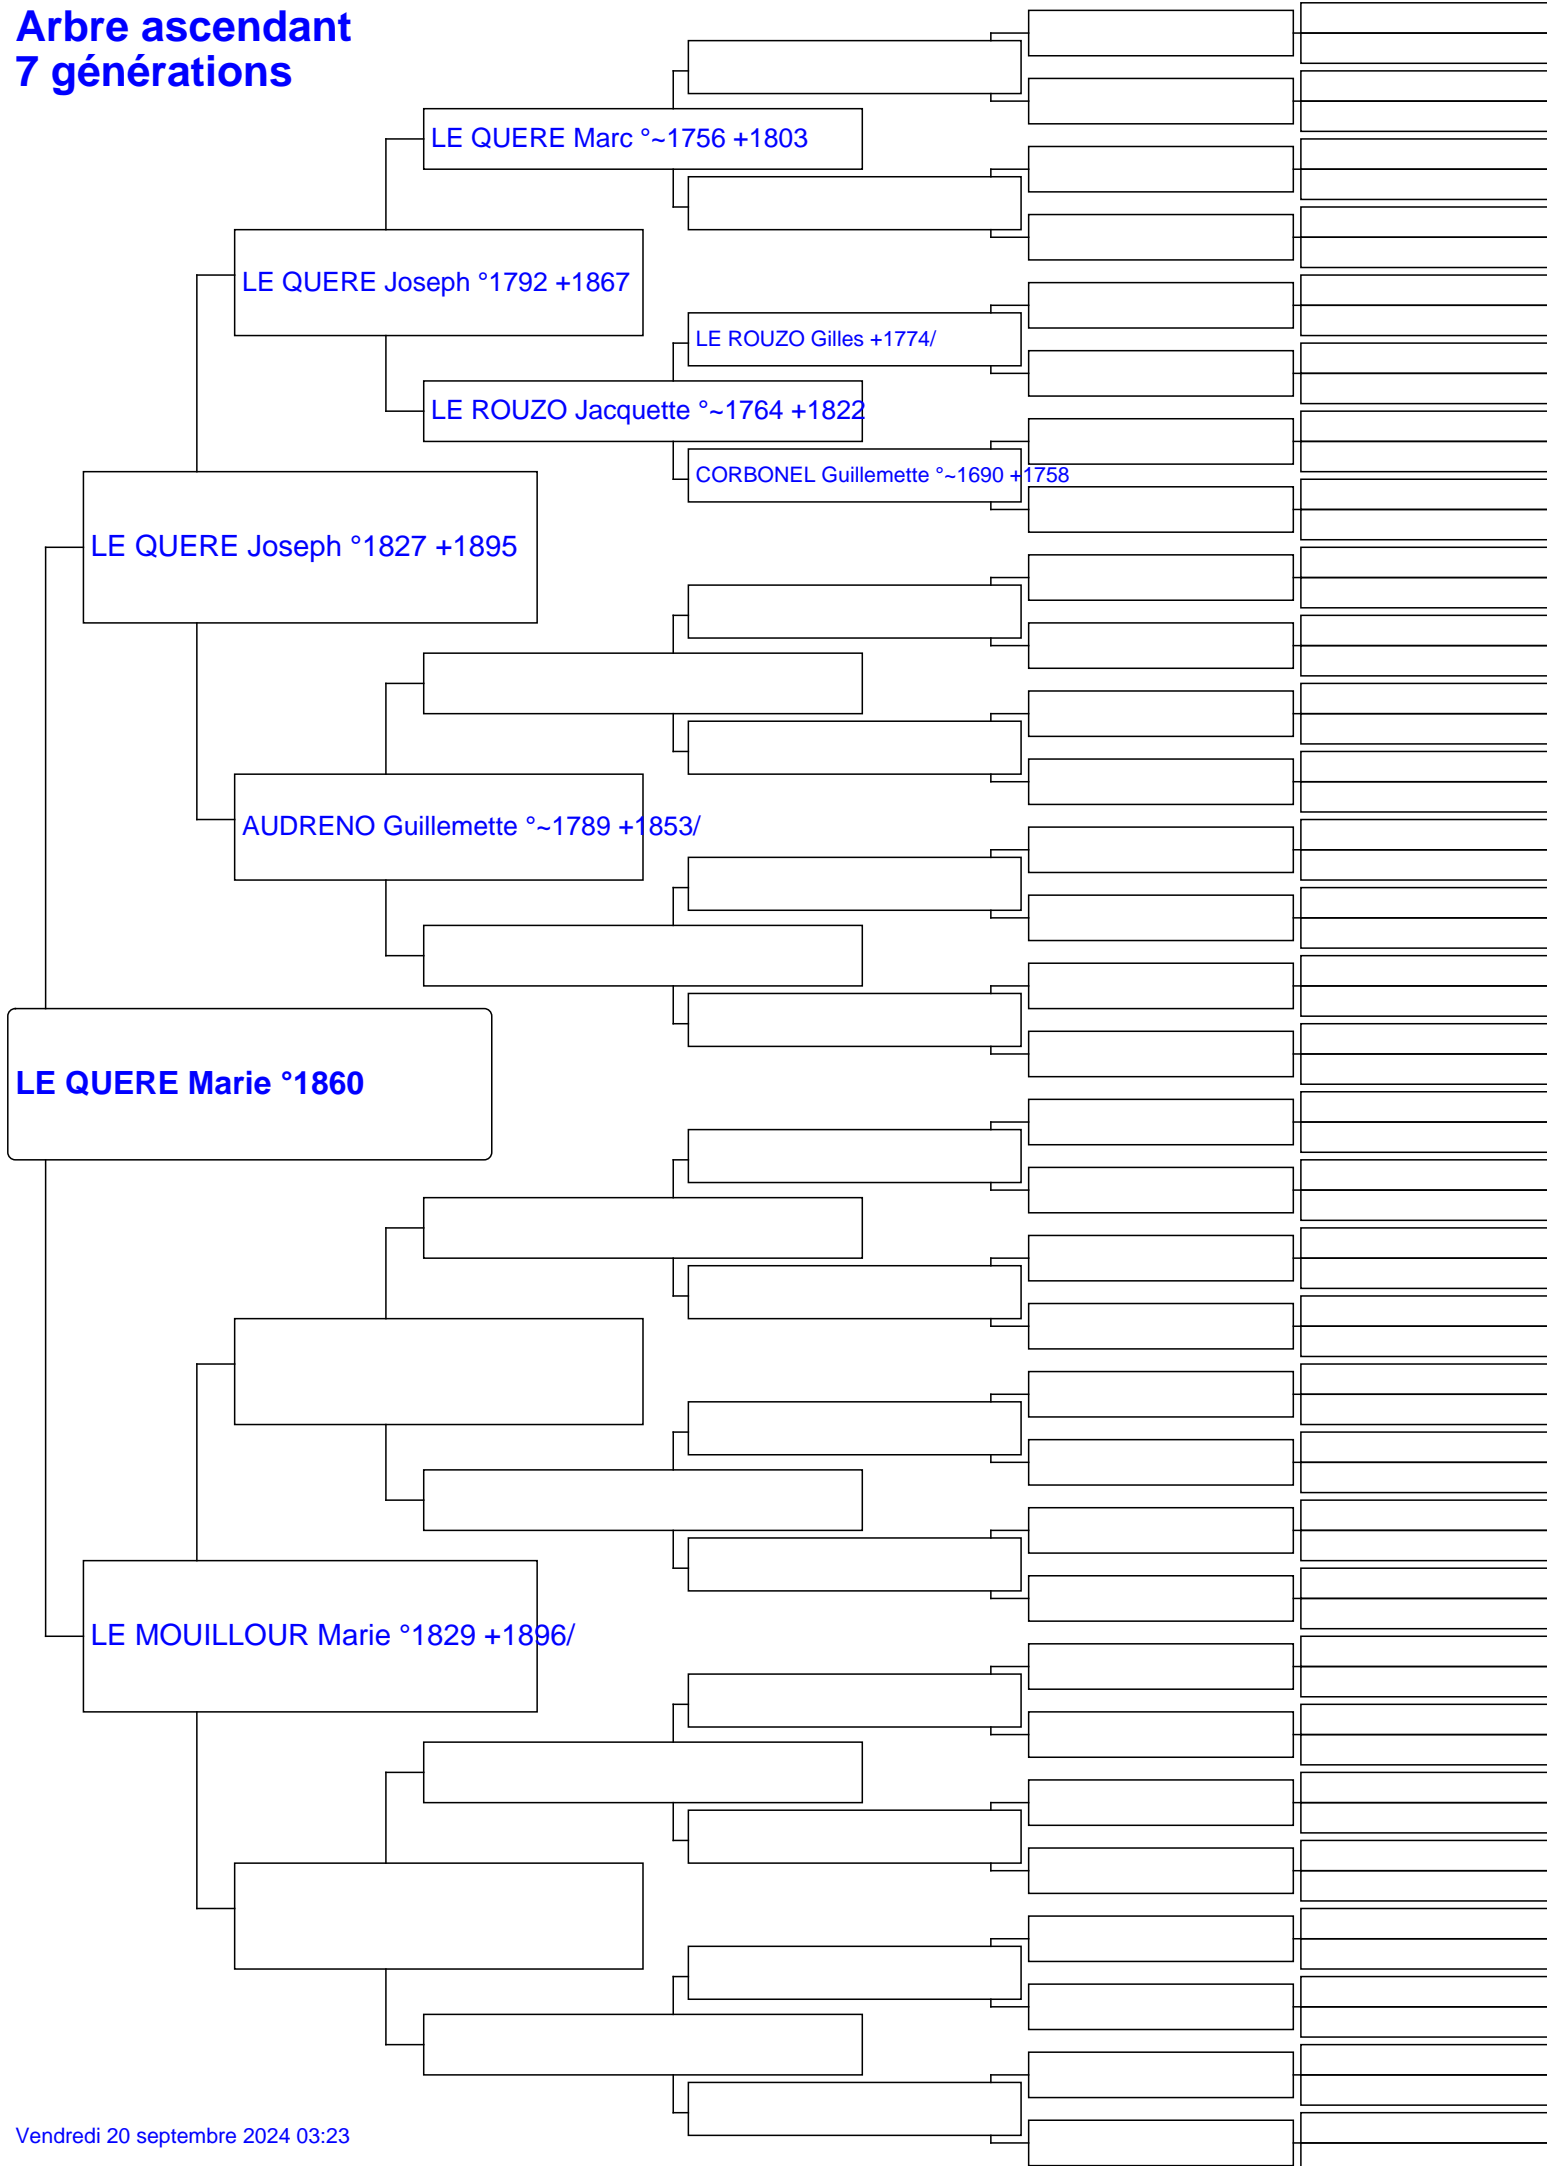 Arbre ascendant
7 générations
LE QUERE Marc °~1756 +1803
LE QUERE Joseph °1792 +1867
LE ROUZO Gilles +1774/
LE ROUZO Jacquette °~1764 +1822
CORBONEL Guillemette °~1690 +1758
LE QUERE Joseph °1827 +1895
AUDRENO Guillemette °~1789 +1853/
LE QUERE Marie °1860
LE MOUILLOUR Marie °1829 +1896/
Vendredi 20 septembre 2024 03:23